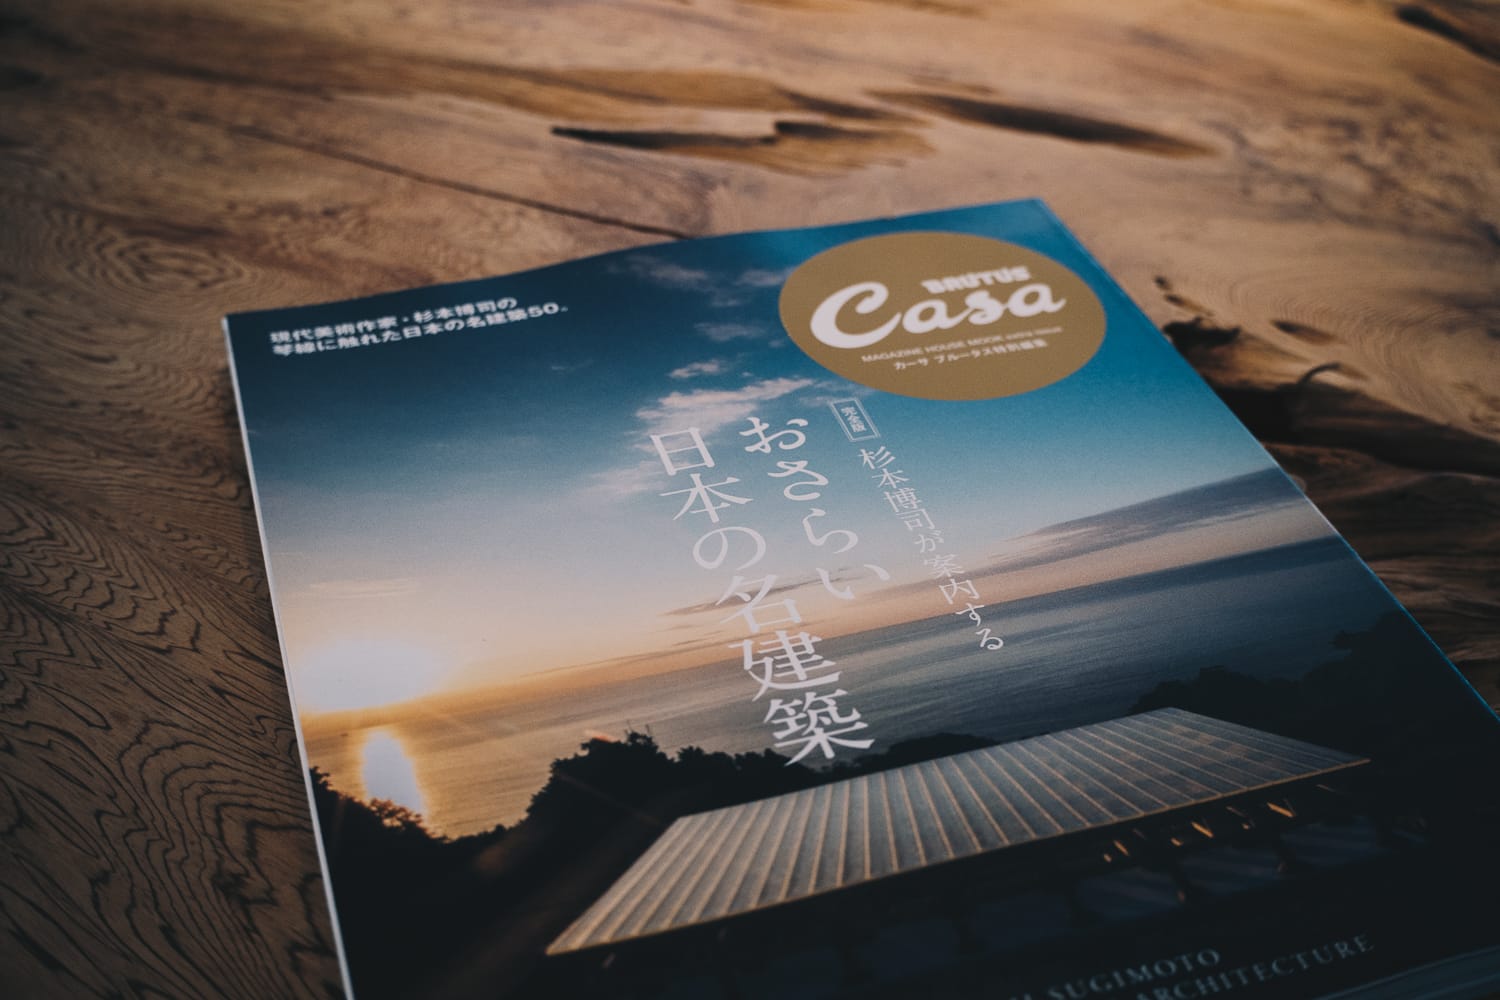 現代美術作家・杉本博司の
琴線に触れた日本の名建築50。
BRUTUS
Casa
MAGAZINE HOUSE MOOK extra issue
カーサ ブルータス特別編集
完全版
杉本博司が案内する
おさらい
日本の名建築
SUGIMOTO
ARCHITECTURE